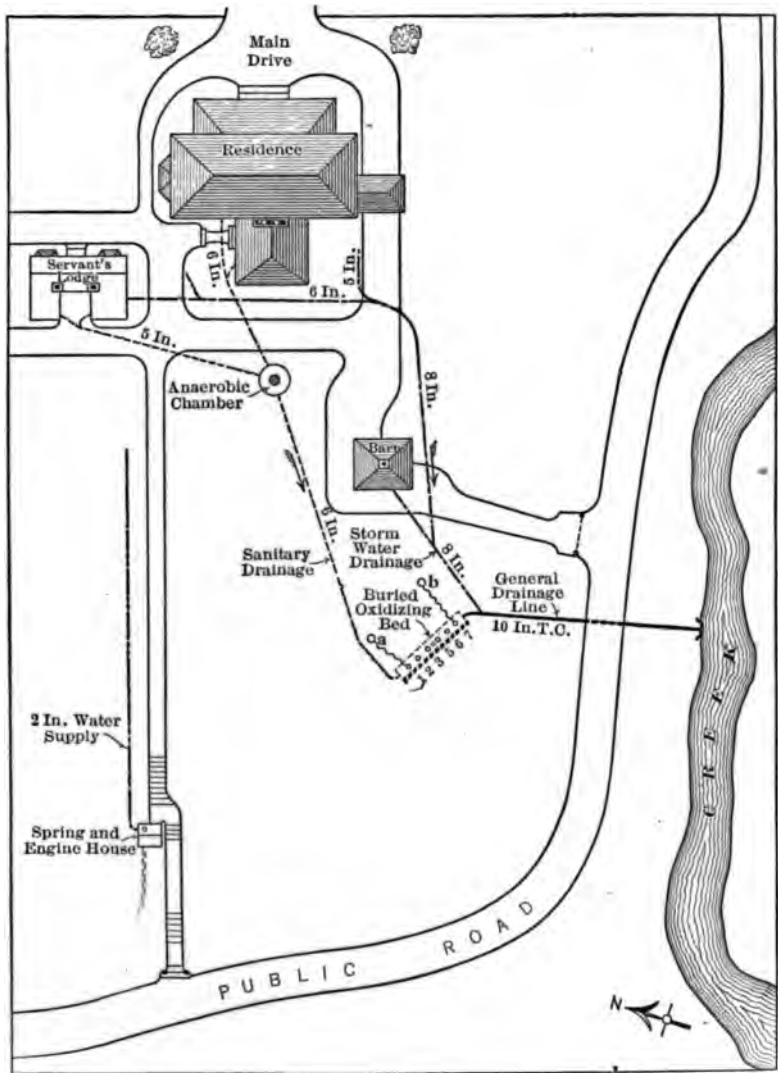 Main
Drive
Residence
Servant's
Lodge
6 In.
5 In.
6 In.
5 In.
Anaerobic
Chamber
8 In.
Barn
6 In.
Storm
Water
Drainage
8 In.
Sanitary
Drainage
b
Buried
Oxidizing
Bed
General
Drainage
Line
10 In. T.C.
a
1 2 3 5 6 7
CREEK
2 In. Water
Supply
Spring and
Engine House
PUBLIC ROAD
N